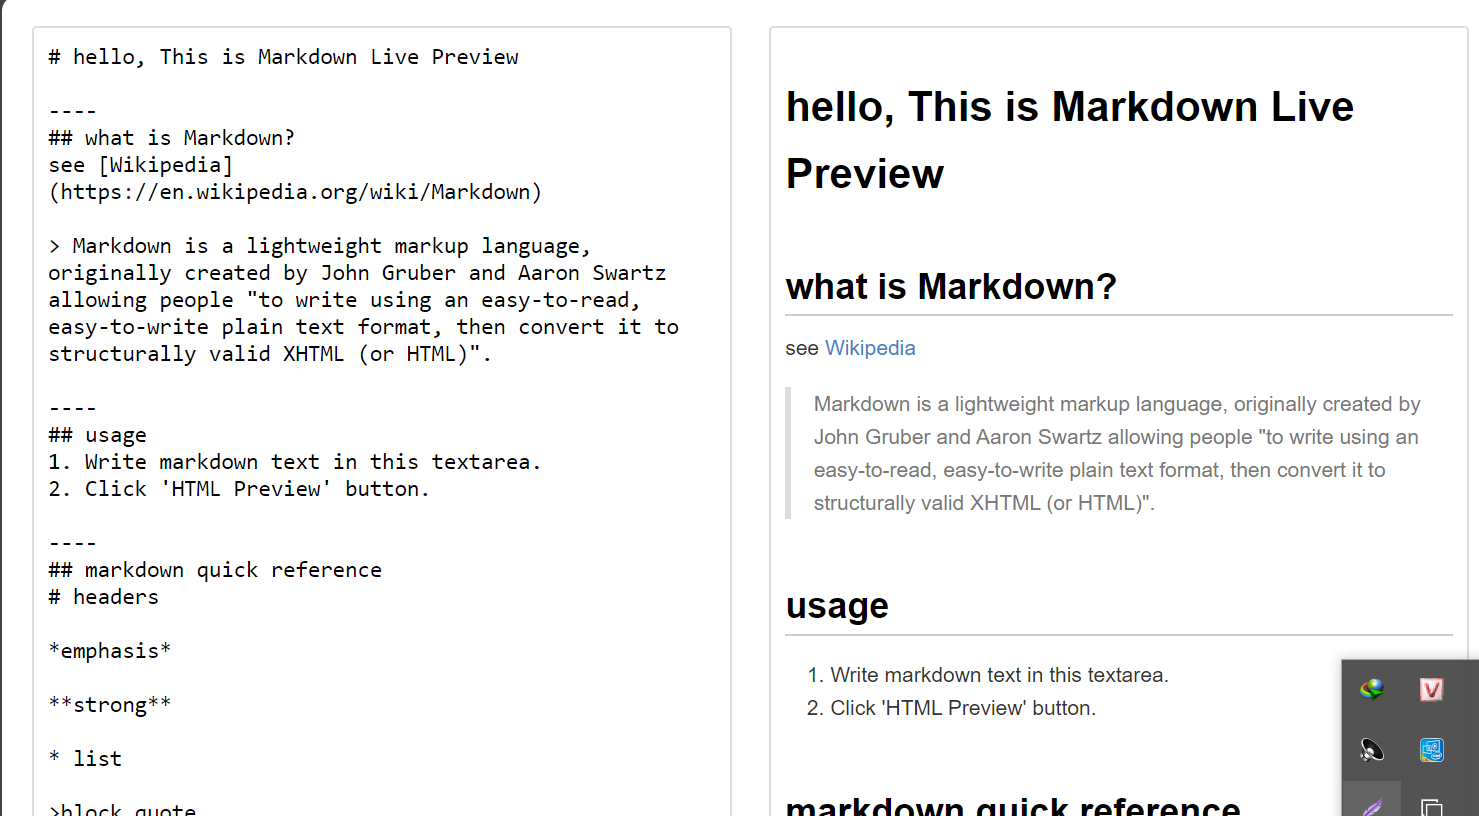 # hello, This is Markdown Live Preview
----
## what is Markdown?
see [Wikipedia]
(https://en.wikipedia.org/wiki/Markdown)
> Markdown is a lightweight markup language,
originally created by John Gruber and Aaron Swartz
allowing people "to write using an easy-to-read,
easy-to-write plain text format, then convert it to
structurally valid XHTML (or HTML)".
----
## usage
1. Write markdown text in this textarea.
2. Click 'HTML Preview' button.
----
## markdown quick reference
# headers
*emphasis*
**strong**
* list
>block quote
hello, This is Markdown Live
Preview
what is Markdown?
see Wikipedia
Markdown is a lightweight markup language, originally created by
John Gruber and Aaron Swartz allowing people "to write using an
easy-to-read, easy-to-write plain text format, then convert it to
structurally valid XHTML (or HTML)".
usage
1. Write markdown text in this textarea.
2. Click 'HTML Preview' button.
markdown quick reference
V